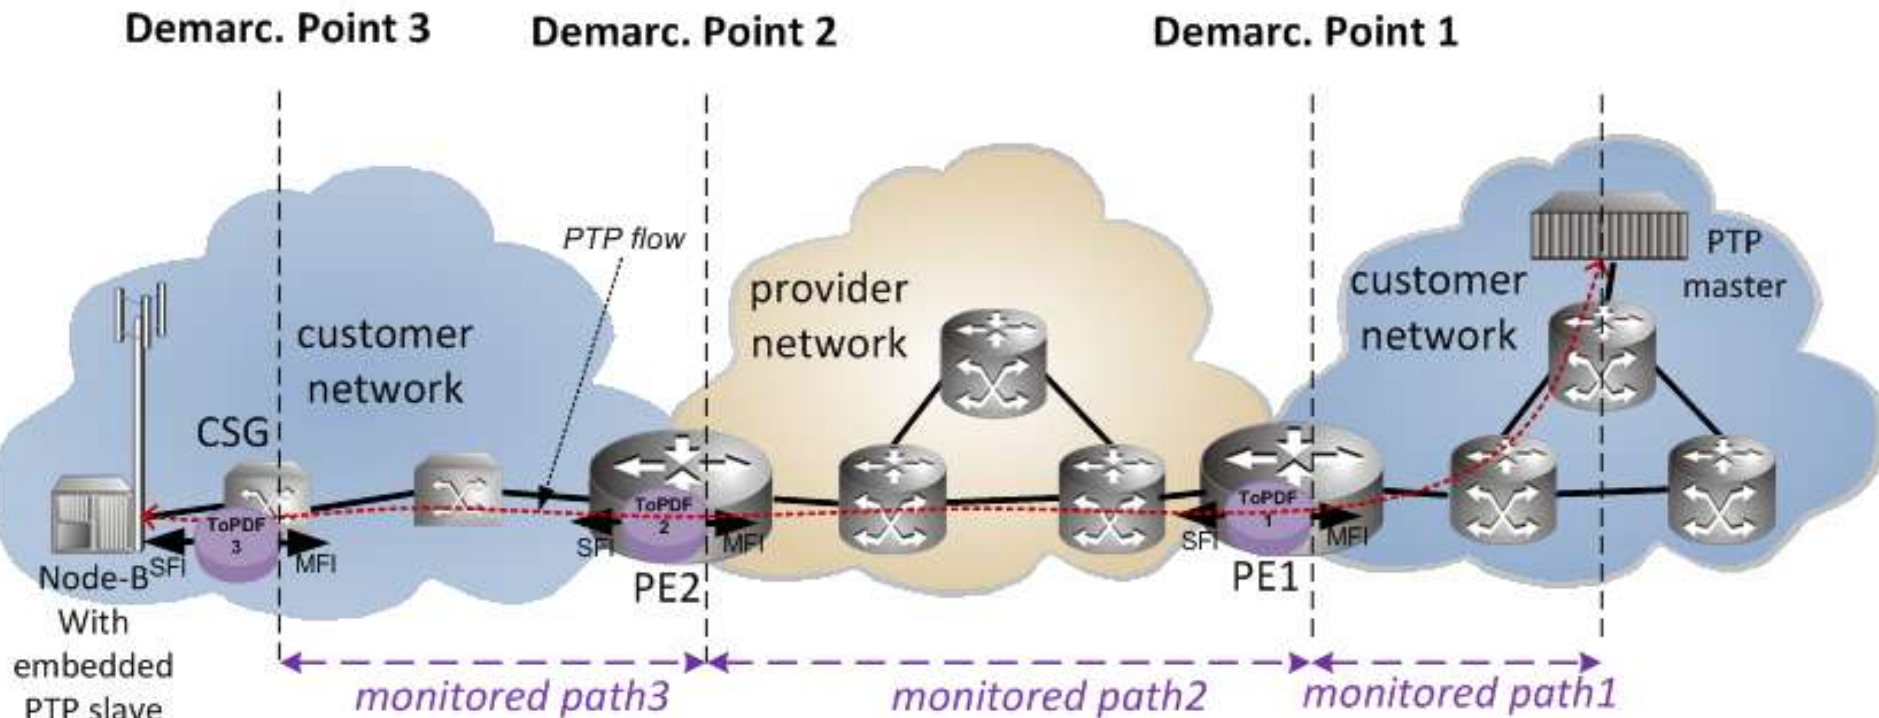 Demarc. Point 3
Demarc. Point 2
Demarc. Point 1
PTP flow
provider
network
customer
network
PTP
master
customer
network
CSG
ToPDF
3
SFI
MFI
ToPDF
2
SFI
MFI
PE2
ToPDF
1
SFI
MFI
PE1
Node-B
With
embedded
PTP slave
monitored path3
monitored path2
monitored path1